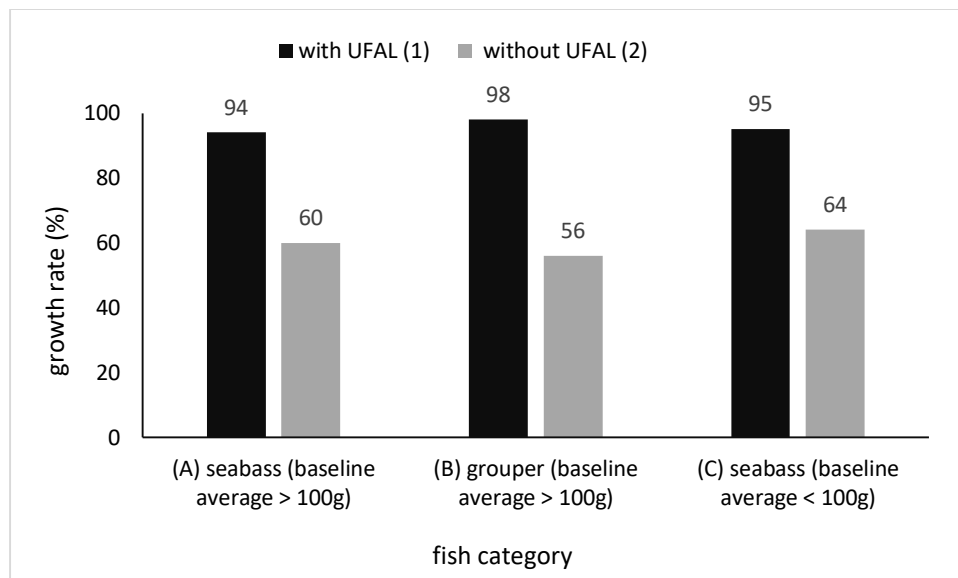 with UFAL (1) without UFAL (2)
growth rate (%)
100
80
60
40
20
0
94
60
98
56
95
64
(A) seabass (baseline
average > 100g)
(B) grouper (baseline
average > 100g)
(C) seabass (baseline
average < 100g)
fish category